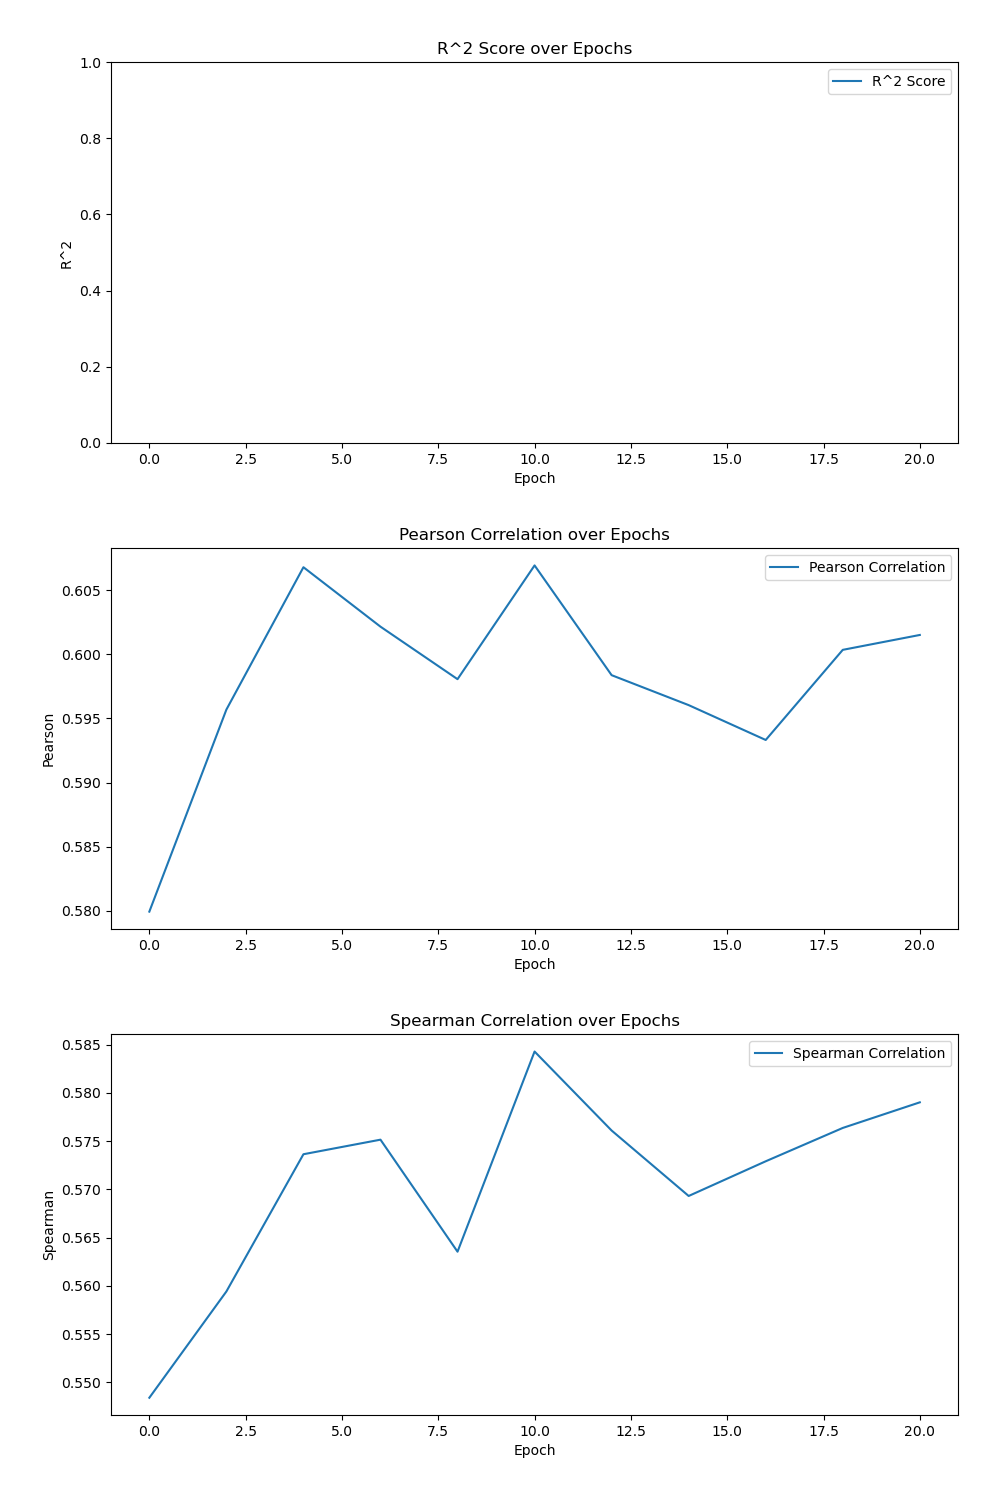 R^2 Score over Epochs
R^2 Score
1.0
0.8
0.6
0.4
0.2
0.0
R^2
0.0 2.5 5.0 7.5 10.0 12.5 15.0 17.5 20.0
Epoch
Pearson Correlation over Epochs
Pearson Correlation
0.605
0.600
0.595
0.590
0.585
0.580
Pearson
0.0 2.5 5.0 7.5 10.0 12.5 15.0 17.5 20.0
Epoch
Spearman Correlation over Epochs
Spearman Correlation
0.585
0.580
0.575
0.570
0.565
0.560
0.555
0.550
Spearman
0.0 2.5 5.0 7.5 10.0 12.5 15.0 17.5 20.0
Epoch